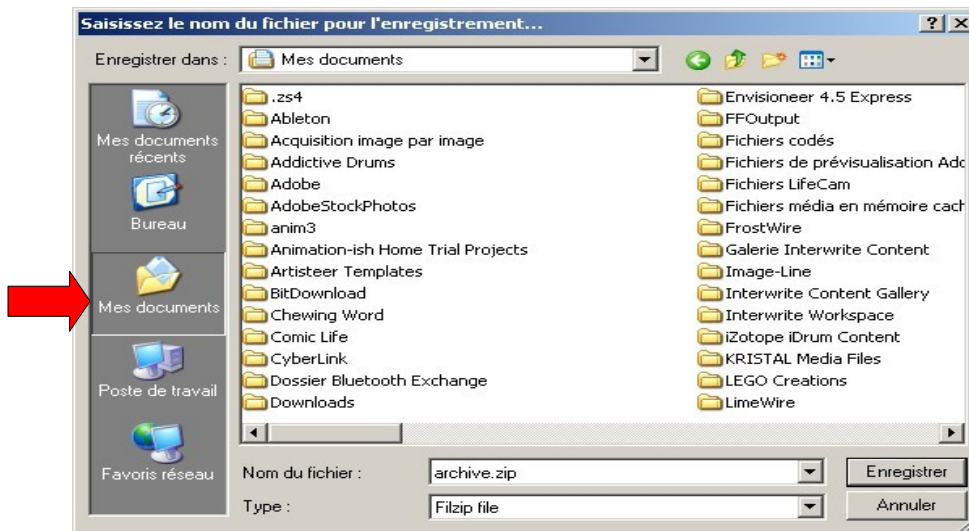 Saisissez le nom du fichier pour l'enregistrement...
Enregistrer dans :
Mes documents
Mes documents
récents
Bureau
Mes documents
Poste de travail
Favoris réseau
.zs4
Ableton
Acquisition image par image
Addictive Drums
Adobe
AdobeStockPhotos
anim3
Animation-ish Home Trial Projects
Artisteer Templates
BitDownload
Chewing Word
Comic Life
CyberLink
Dossier Bluetooth Exchange
Downloads
Envisioneer 4.5 Express
FFOutput
Fichiers codés
Fichiers de prévisualisation Ado
Fichiers LifeCam
Fichiers média en mémoire cach
FrostWire
Galerie Interwrite Content
Image-Line
Interwrite Content Gallery
Interwrite Workspace
iZotope iDrum Content
KRISTAL Media Files
LEGO Creations
LimeWire
Nom du fichier :
archive.zip
Enregistrer
Type :
Filzip file
Annuler